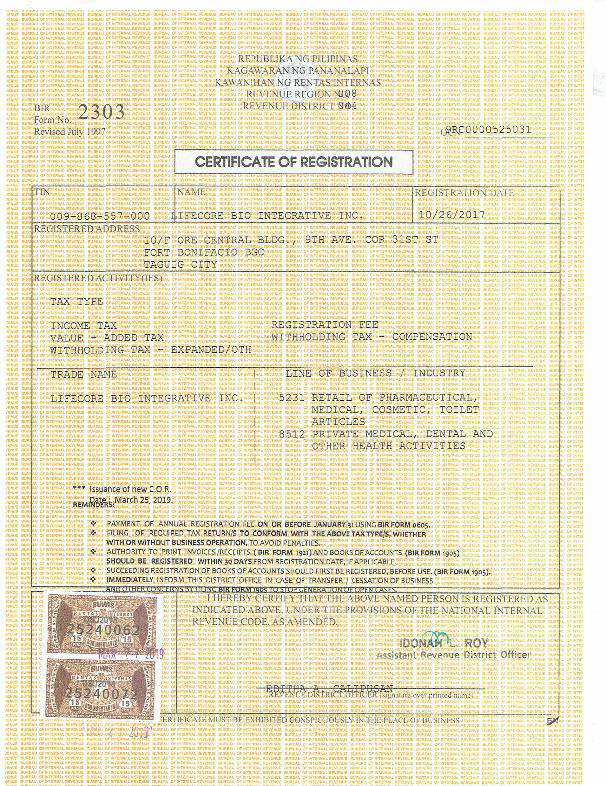 REPUBLIKA NG PILIPINAS
KAGAWARAN NG PANANALAPI
KAWANIHAN NG RENTAS INTERNAS
REVENUE REGION NO8
REVENUE DISTRICT
BIR
Form No. 2303
Revised July 1997
RC0000525031
CERTIFICATE OF REGISTRATION
TIN NAME REGISTRATION DATE
009-868-557-000 LIFECORE BIO INTEGRATIVE INC. 10/26/2017
REGISTERED ADDRESS
10/F ORE CENTRAL BLDG., 9TH AVE. COR 31ST ST
FORT BONIFACIO BGC
TAGUIG CITY
REGISTERED ACTIVITY(IES)
TAX TYPE
INCOME TAX REGISTRATION FEE
VALUE - ADDED TAX WITHHOLDING TAX - COMPENSATION
WITHHOLDING TAX - EXPANDED/OTH
TRADE NAME LINE OF BUSINESS / INDUSTRY
LIFECORE BIO INTEGRATIVE INC. 5231 RETAIL OF PHARMACEUTICAL,
MEDICAL, COSMETIC, TOILET
ARTICLES
8512 PRIVATE MEDICAL, DENTAL AND
OTHER HEALTH ACTIVITIES
*** Issuance of new C.O.R.
Date: March 25, 2019
REMINDERS:
❖ PAYMENT OF ANNUAL REGISTRATION FEE ON OR BEFORE JANUARY 31 USING BIR FORM 0605.
❖ FILING OF REQUIRED TAX RETURN/S TO CONFORM WITH THE ABOVE TAX TYPE/S, WHETHER
WITH OR WITHOUT BUSINESS OPERATION, TO AVOID PENALTIES.
❖ AUTHORITY TO PRINT INVOICES/RECEIPTS (BIR FORM 1921) AND BOOKS OF ACCOUNTS (BIR FORM 1905)
SHOULD BE REGISTERED WITHIN 30 DAYS FROM REGISTRATION DATE, IF APPLICABLE.
❖ SUCCEEDING REGISTRATION OF BOOKS OF ACCOUNTS SHOULD FIRST BE REGISTERED, BEFORE USE. (BIR FORM 1905).
❖ IMMEDIATELY INFORM THIS DISTRICT OFFICE IN CASE OF TRANSFER / CESSATION OF BUSINESS
AND OTHER CONCERNS BY FILING BIR FORM 1905 TO STOP GENERATION OF OPEN CASES.
I HEREBY CERTIFY THAT THE ABOVE NAMED PERSON IS REGISTERED AS
INDICATED ABOVE, UNDER THE PROVISIONS OF THE NATIONAL INTERNAL
REVENUE CODE, AS AMENDED.
25240062
25240072
IDONAH L. ROY
Assistant Revenue District Officer
EDITHA A. CALIPUSAN
REVENUE DISTRICT OFFICER (Signature over printed name)
CERTIFICATE MUST BE EXHIBITED CONSPICUOUSLY IN THE PLACE OF BUSINESS